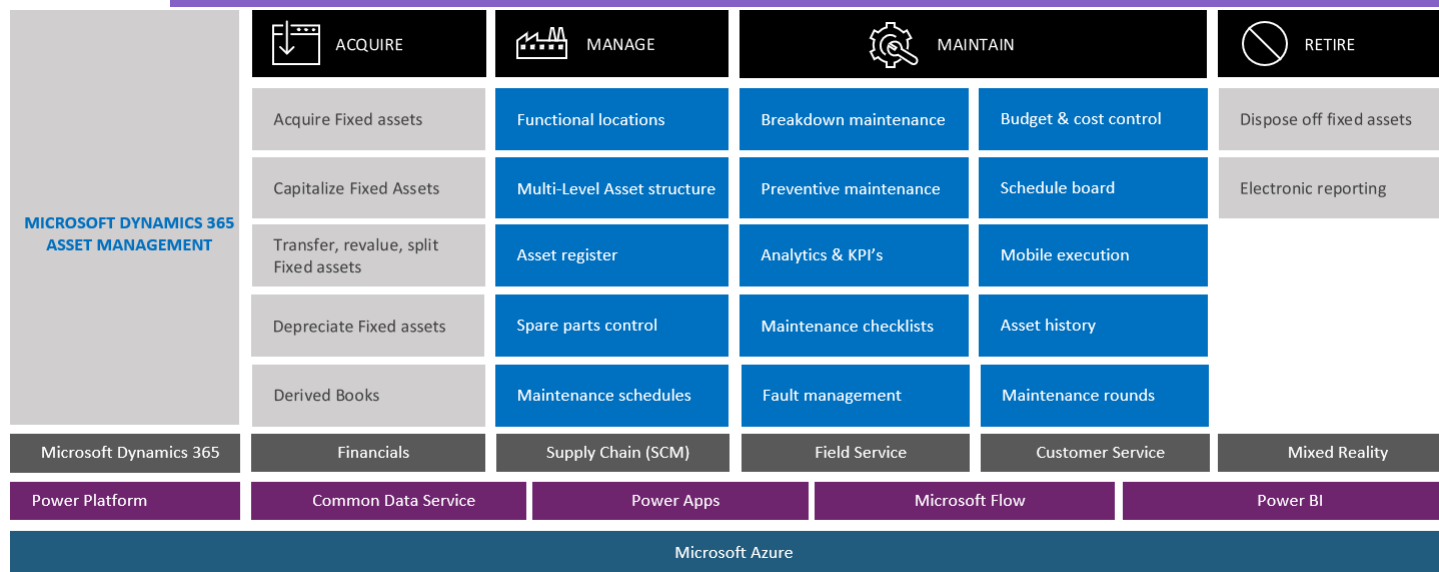 ACQUIRE
MANAGE
MAINTAIN
RETIRE
MICROSOFT DYNAMICS 365
ASSET MANAGEMENT
Acquire Fixed assets
Functional locations
Breakdown maintenance
Budget & cost control
Dispose off fixed assets
Capitalize Fixed Assets
Multi-Level Asset structure
Preventive maintenance
Schedule board
Electronic reporting
Transfer, revalue, split
Fixed assets
Asset register
Analytics & KPI’s
Mobile execution
Depreciate Fixed assets
Spare parts control
Maintenance checklists
Asset history
Derived Books
Maintenance schedules
Fault management
Maintenance rounds
Microsoft Dynamics 365
Financials
Supply Chain (SCM)
Field Service
Customer Service
Mixed Reality
Power Platform
Common Data Service
Power Apps
Microsoft Flow
Power BI
Microsoft Azure